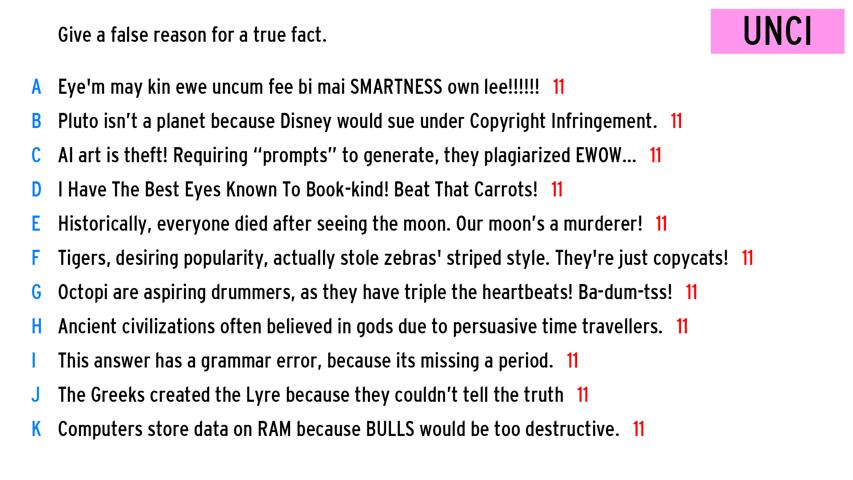 Give a false reason for a true fact.
UNCI
A Eye'm may kin ewe uncum fee bi mai SMARTNESS own lee!!!!!! 11
B Pluto isn't a planet because Disney would sue under Copyright Infringement. 11
C AI art is theft! Requiring “prompts” to generate, they plagiarized EWOW... 11
D I Have The Best Eyes Known To Book-kind! Beat That Carrots! 11
E Historically, everyone died after seeing the moon. Our moon's a murderer! 11
F Tigers, desiring popularity, actually stole zebras' striped style. They're just copycats! 11
G Octopi are aspiring drummers, as they have triple the heartbeats! Ba-dum-tss! 11
H Ancient civilizations often believed in gods due to persuasive time travellers. 11
I This answer has a grammar error, because its missing a period. 11
J The Greeks created the Lyre because they couldn't tell the truth 11
K Computers store data on RAM because BULLS would be too destructive. 11